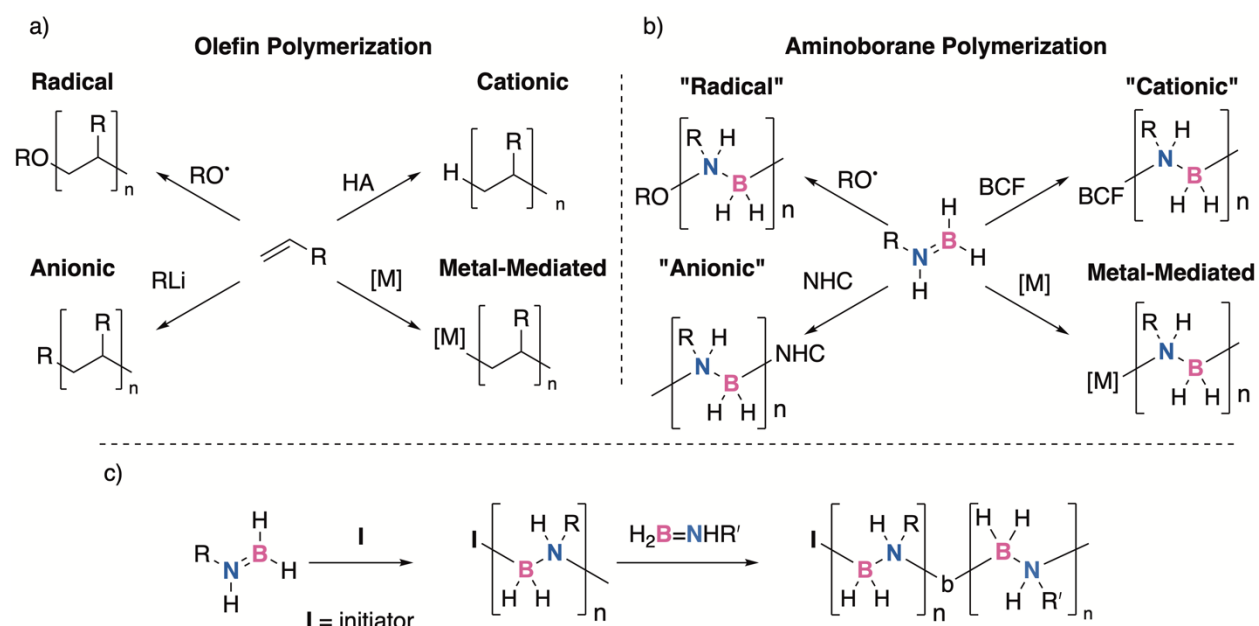 a)
Olefin Polymerization
Radical
Cationic
RO
R
n
RO•
HA
H
R
n
R
Anionic
RLi
[M]
Metal-Mediated
R
R
n
[M]
R
n
b)
Aminoborane Polymerization
"Radical"
"Cationic"
R
H
N
B
RO
H H
n
RO•
BCF
R
H
N
B
BCF
H H
n
H
R
B
N
H
H
"Anionic"
NHC
[M]
Metal-Mediated
R
H
NHC
N
B
H H
n
R
H
N
[M]
B
H H
n
c)
H
R
B
N
H
H
I
I
H
R
N
B
H H
n
H2B=NHR′
I
H
R
N
B
H H
n
b
H
H
B
N
H
R′
n
I = initiator